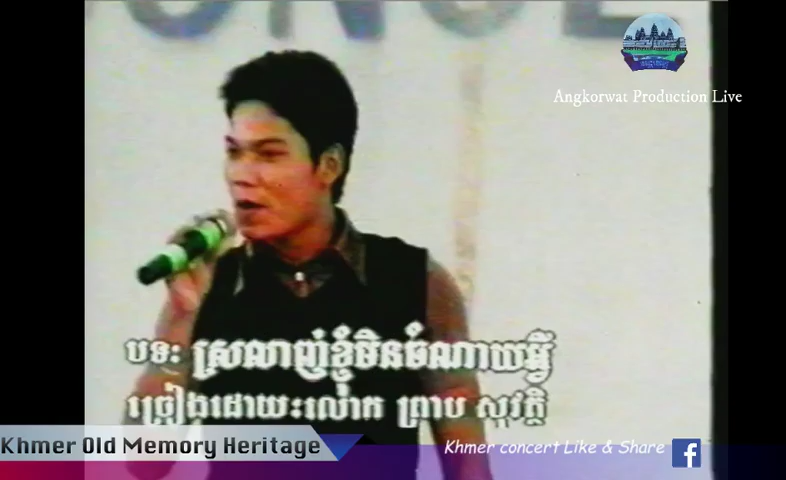 Angkorwat Production Live
បទ: ស្រលាញ់ខ្ញុំមិនចំណាយអ្វី
ច្រៀងដោយ:លោក ព្រាប សុវត្ថិ
Khmer Old Memory Heritage
Khmer concert Like & Share f